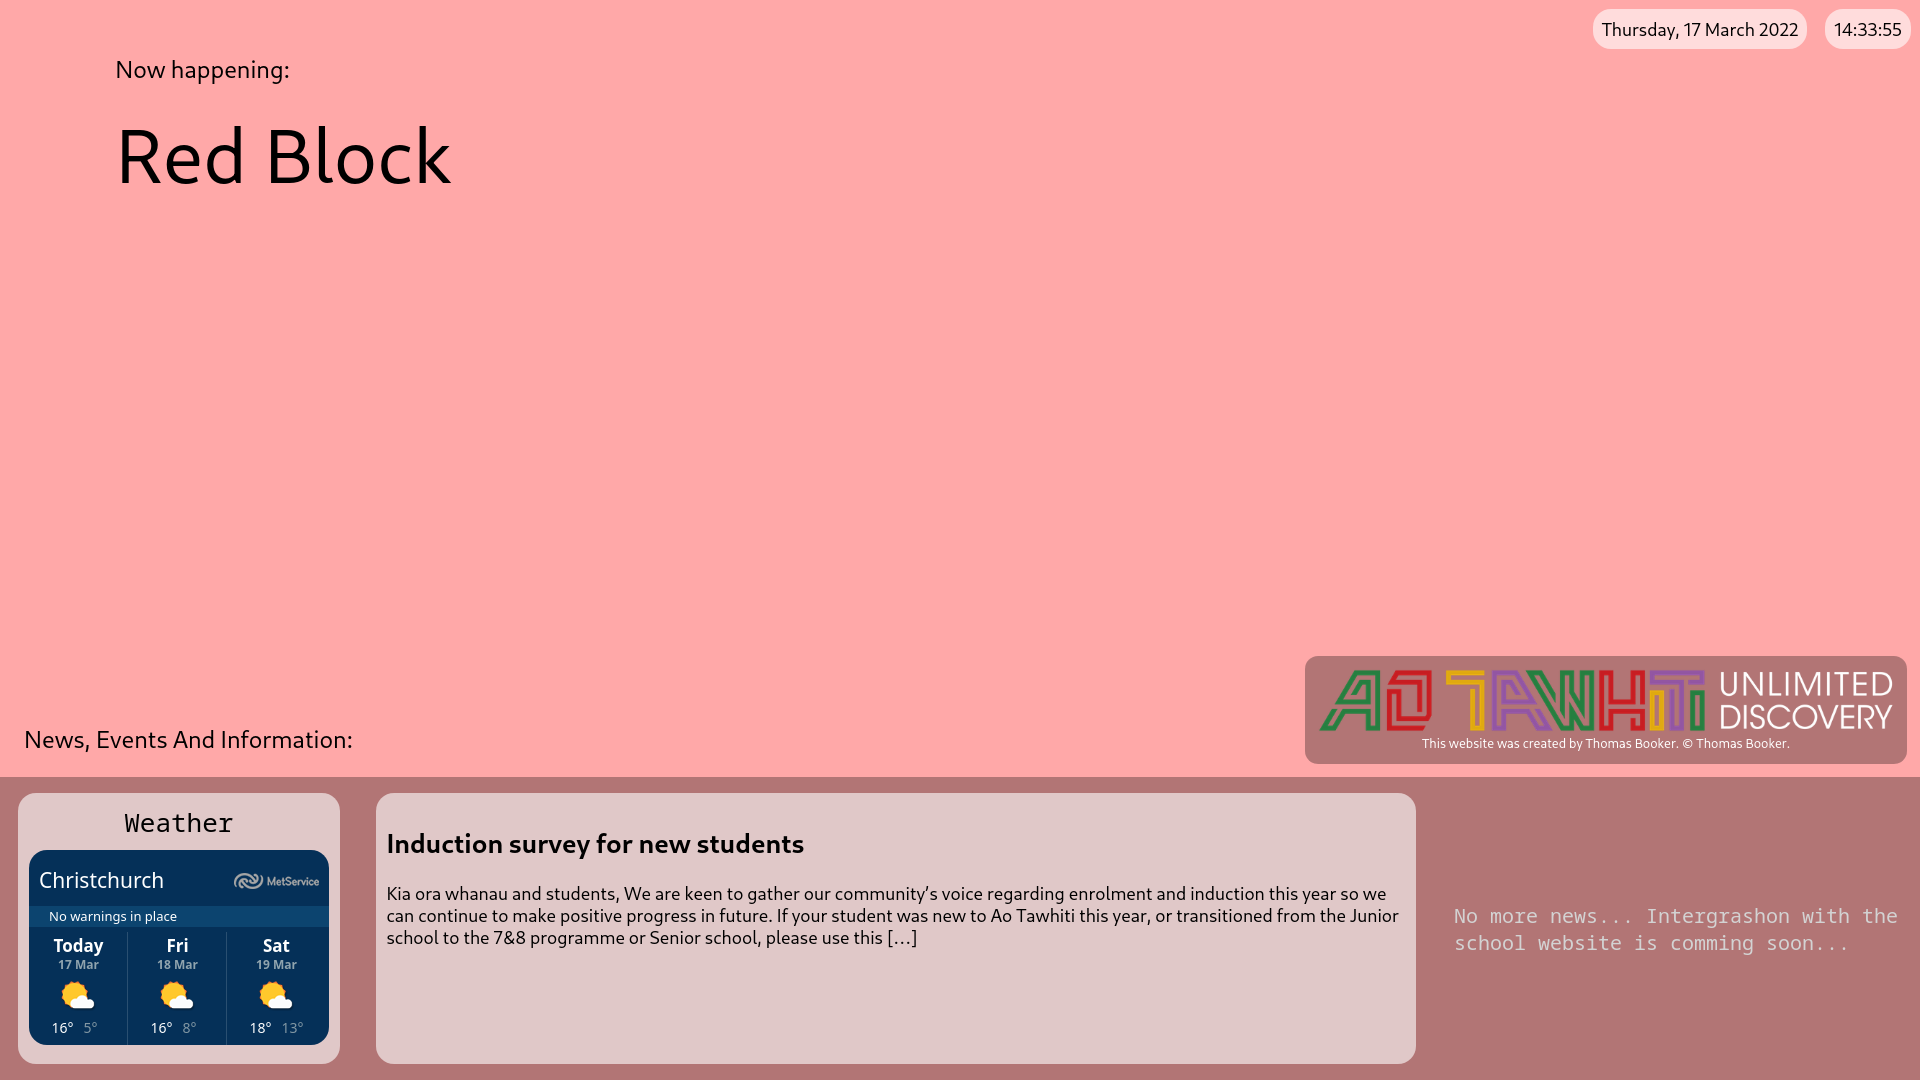 Thursday, 17 March 2022
14:33:55
Now happening:
Red Block
AO TAWHITI
UNLIMITED
DISCOVERY
This website was created by Thomas Booker. © Thomas Booker.
News, Events And Information:
Weather
Christchurch
MetService
No warnings in place
Today
17 Mar
16° 5°
Fri
18 Mar
16° 8°
Sat
19 Mar
18° 13°
Induction survey for new students
Kia ora whanau and students, We are keen to gather our community’s voice regarding enrolment and induction this year so we
can continue to make positive progress in future. If your student was new to Ao Tawhiti this year, or transitioned from the Junior
school to the 7&8 programme or Senior school, please use this […]
No more news... Intergrashon with the
school website is comming soon...